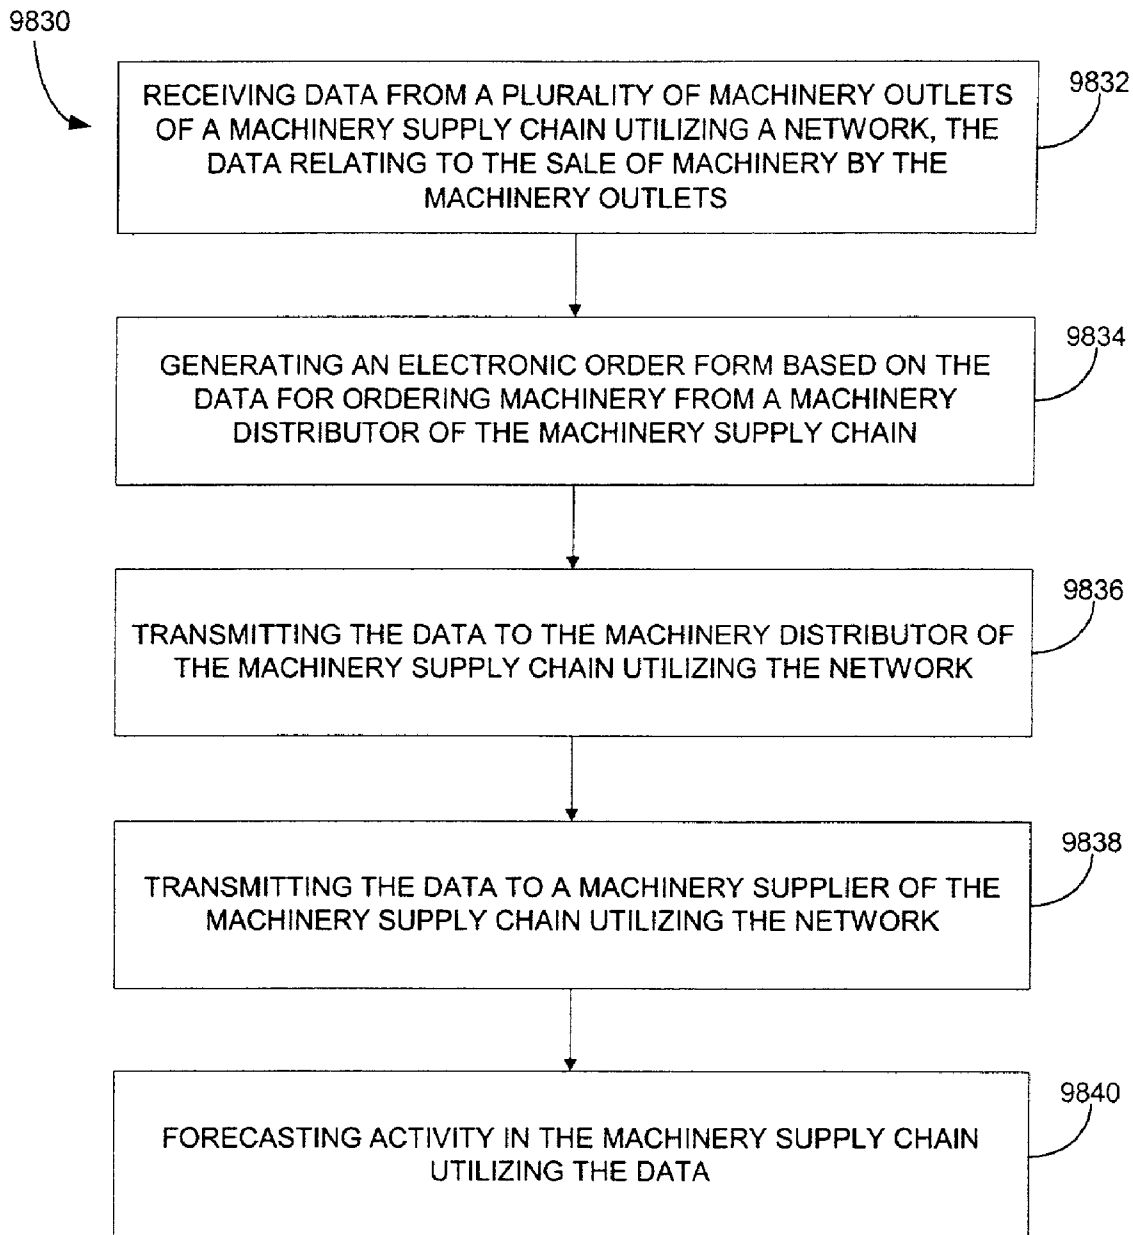 9830
RECEIVING DATA FROM A PLURALITY OF MACHINERY OUTLETS
OF A MACHINERY SUPPLY CHAIN UTILIZING A NETWORK, THE
DATA RELATING TO THE SALE OF MACHINERY BY THE
MACHINERY OUTLETS
9832
GENERATING AN ELECTRONIC ORDER FORM BASED ON THE
DATA FOR ORDERING MACHINERY FROM A MACHINERY
DISTRIBUTOR OF THE MACHINERY SUPPLY CHAIN
9834
TRANSMITTING THE DATA TO THE MACHINERY DISTRIBUTOR OF
THE MACHINERY SUPPLY CHAIN UTILIZING THE NETWORK
9836
TRANSMITTING THE DATA TO A MACHINERY SUPPLIER OF THE
MACHINERY SUPPLY CHAIN UTILIZING THE NETWORK
9838
FORECASTING ACTIVITY IN THE MACHINERY SUPPLY CHAIN
UTILIZING THE DATA
9840